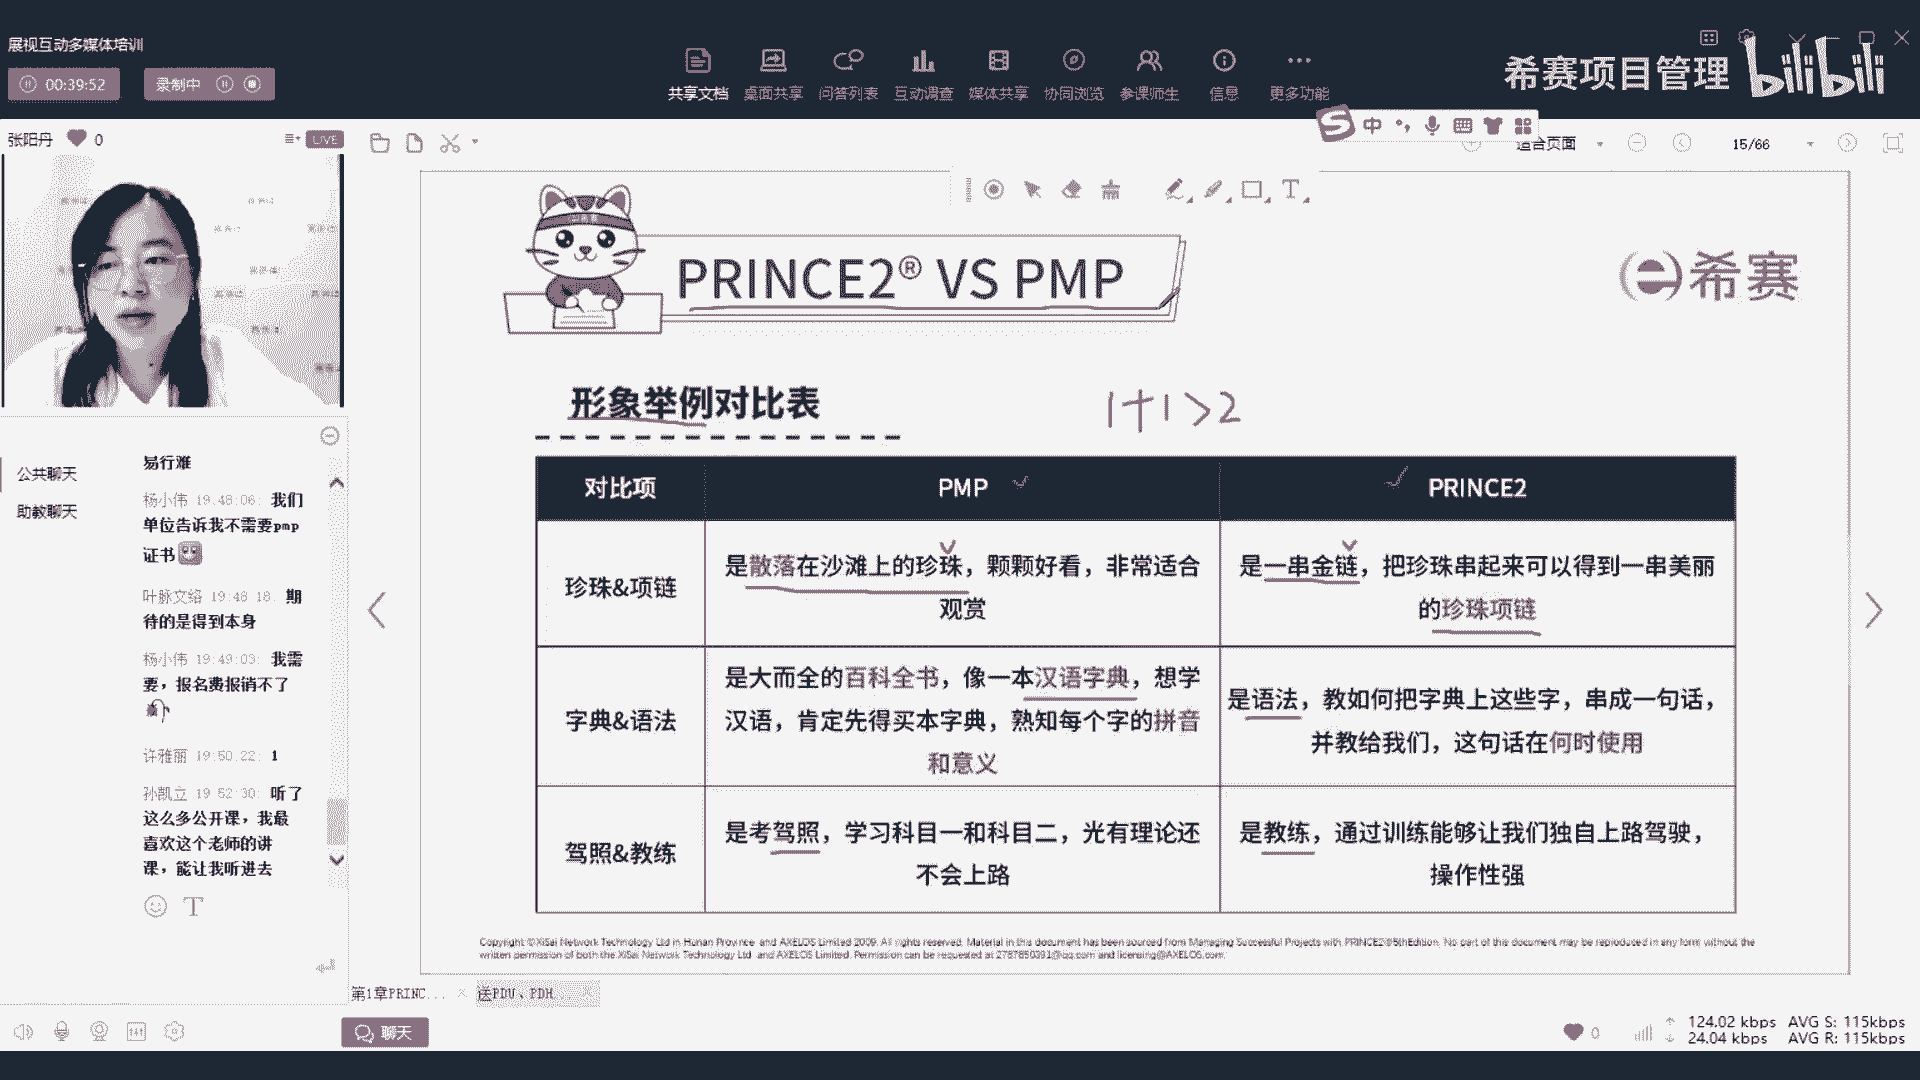 展视互动多媒体培训
00:39:52
录制中
共享文档 桌面共享 问答列表 互动调查 媒体共享 协同浏览 参课师生 信息 更多功能
希赛项目管理 bilibili
张阳丹 0
LIVE
中
适合页面
15/66
PRINCE2® VS PMP
希赛
形象举例对比表
1+1>2
对比项 PMP PRINCE2
珍珠&项链
是散落在沙滩上的珍珠，颗颗好看，非常适合
观赏
是一串金链，把珍珠串起来可以得到一串美丽
的珍珠项链
字典&语法
是大而全的百科全书，像一本汉语字典，想学
汉语，肯定先得买本字典，熟知每个字的拼音
和意义
是语法，教如何把字典上这些字，串成一句话，
并教给我们，这句话在何时使用
驾照&教练
是考驾照，学习科目一和科目二，光有理论还
不会上路
是教练，通过训练能够让我们独自上路驾驶，
操作性强
Copyright ©XiSai Network Technology Ltd in Hunan Province and AXELOS Limited 2009. All rights reserved. Material in this document has been sourced from Managing Successful Projects with PRINCE2®5thEdition. No part of this document may be reproduced in any form without the
written permission of both the XiSai Network Technology Ltd and AXELOS Limited. Permission can be requested at 2787850391@qq.com and licensing@AXELOS.com.
公共聊天
助教聊天
易行难
杨小伟 19:48:06: 我们
单位告诉我不需要pmp
证书
叶脉文络 19:48:18: 期
待的是得到本身
杨小伟 19:49:03: 我需
要，报名费报销不了
许雅丽 19:50:22: 1
孙凯立 19:52:30: 听了
这么多公开课，我最
喜欢这个老师的讲
课，能让我听进去
第1章PRINC...
送PDU、PDH...
聊天
0
124.02 kbps AVG S: 115kbps
24.04 kbps AVG R: 115kbps